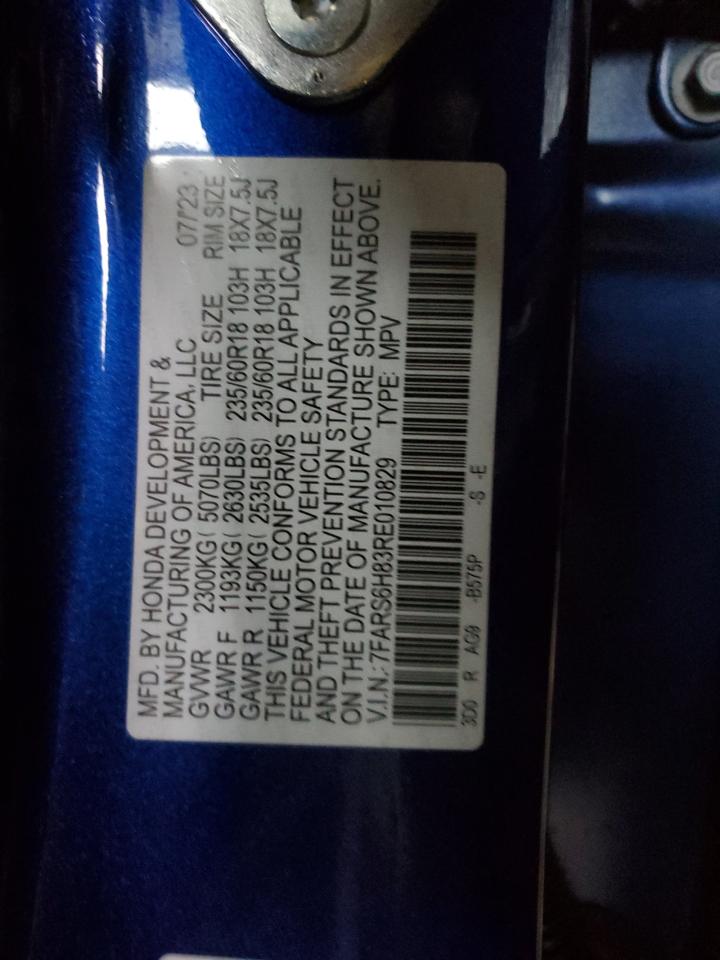 MFD. BY HONDA DEVELOPMENT &
MANUFACTURING OF AMERICA, LLC 07/'23
GVWR 2300KG( 5070LBS) TIRE SIZE RIM SIZE
GAWR F 1193KG( 2630LBS) 235/60R18 103H 18X7.5J
GAWR R 1150KG( 2535LBS) 235/60R18 103H 18X7.5J
THIS VEHICLE CONFORMS TO ALL APPLICABLE
FEDERAL MOTOR VEHICLE SAFETY
AND THEFT PREVENTION STANDARDS IN EFFECT
ON THE DATE OF MANUFACTURE SHOWN ABOVE.
V.I.N.: 7FARS6H83RE010829 TYPE: MPV
3D0 R AG9 -B575P -S -E